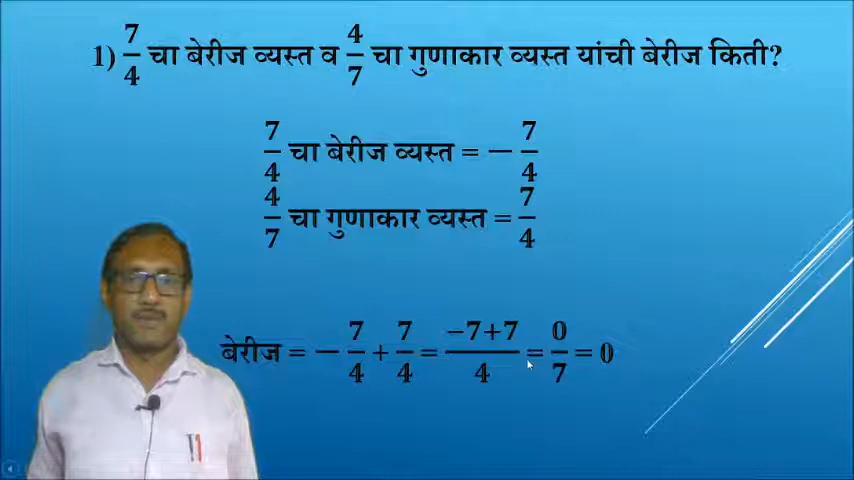 1) 7/4 चा बेरीज व्यस्त व 4/7 चा गुणाकार व्यस्त यांची बेरीज किती?
7/4 चा बेरीज व्यस्त = − 7/4
4/7 चा गुणाकार व्यस्त = 7/4
बेरीज = − 7/4 + 7/4 = −7+7/4 = 0/7 = 0